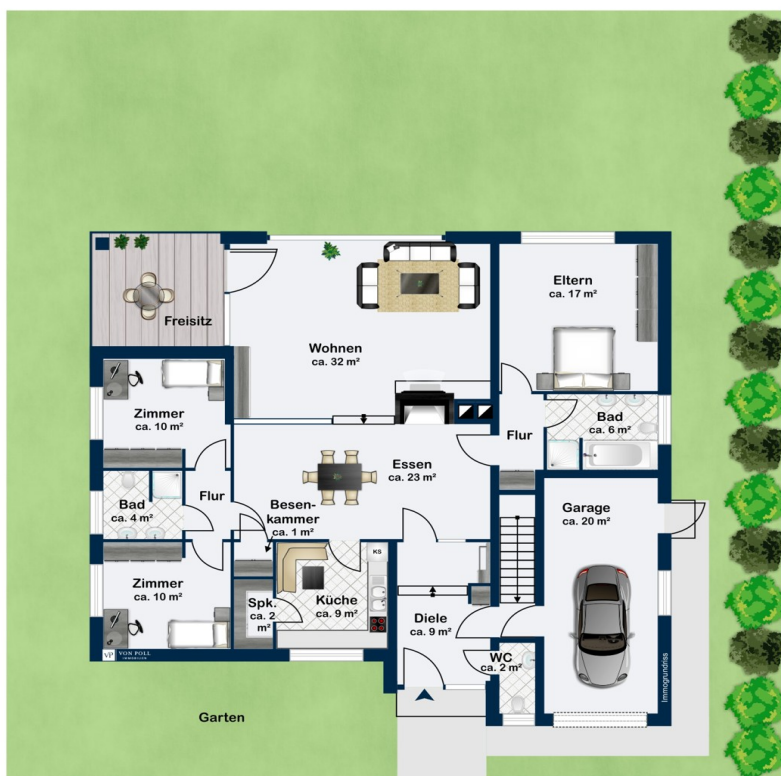 Freisitz
Wohnen
ca. 32 m²
Eltern
ca. 17 m²
Zimmer
ca. 10 m²
Bad
ca. 6 m²
Flur
Essen
ca. 23 m²
Flur
Bad
ca. 4 m²
Besen-
kammer
ca. 1 m²
Garage
ca. 20 m²
KS
Zimmer
ca. 10 m²
Spk.
ca. 2
m²
Küche
ca. 9 m²
Diele
ca. 9 m²
WC
ca. 2 m²
VP VON POLL
IMMOBILIEN
Immogrundriss
Garten